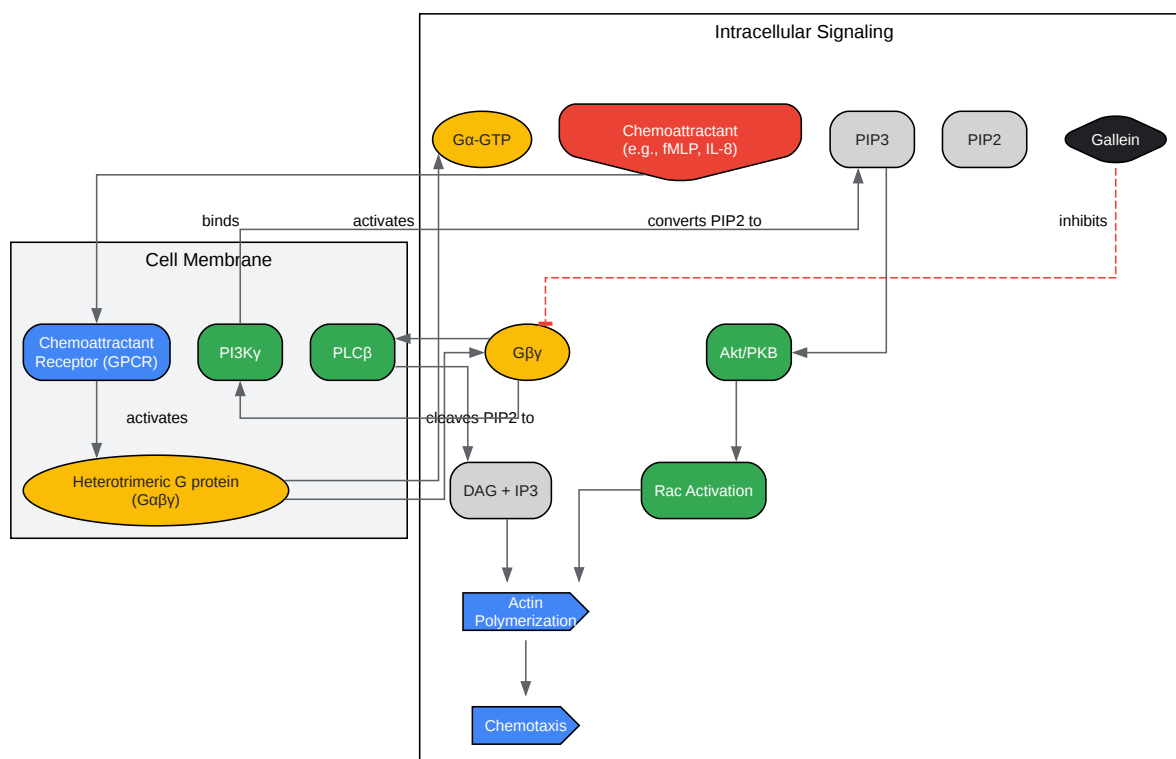 Intracellular Signaling
Gα-GTP
Chemoattractant
(e.g., fMLP, IL-8)
PIP3
PIP2
Gallein
binds
activates
converts PIP2 to
inhibits
Cell Membrane
Chemoattractant
Receptor (GPCR)
PI3Kγ
PLCβ
Gβγ
Akt/PKB
activates
cleaves PIP2 to
Heterotrimeric G protein
(Gαβγ)
DAG + IP3
Rac Activation
Actin
Polymerization
Chemotaxis